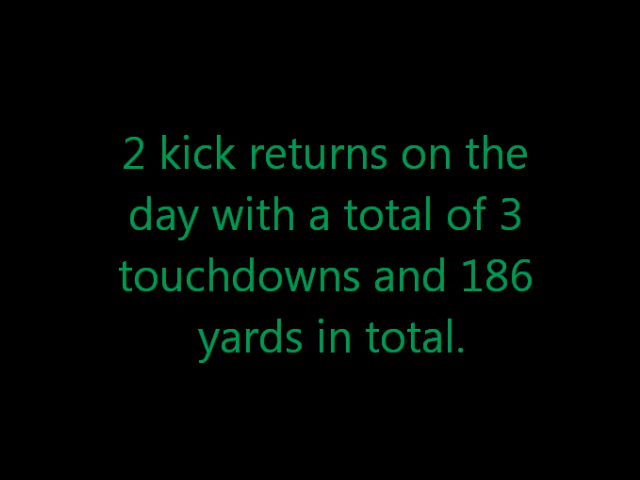 2 kick returns on the
day with a total of 3
touchdowns and 186
yards in total.